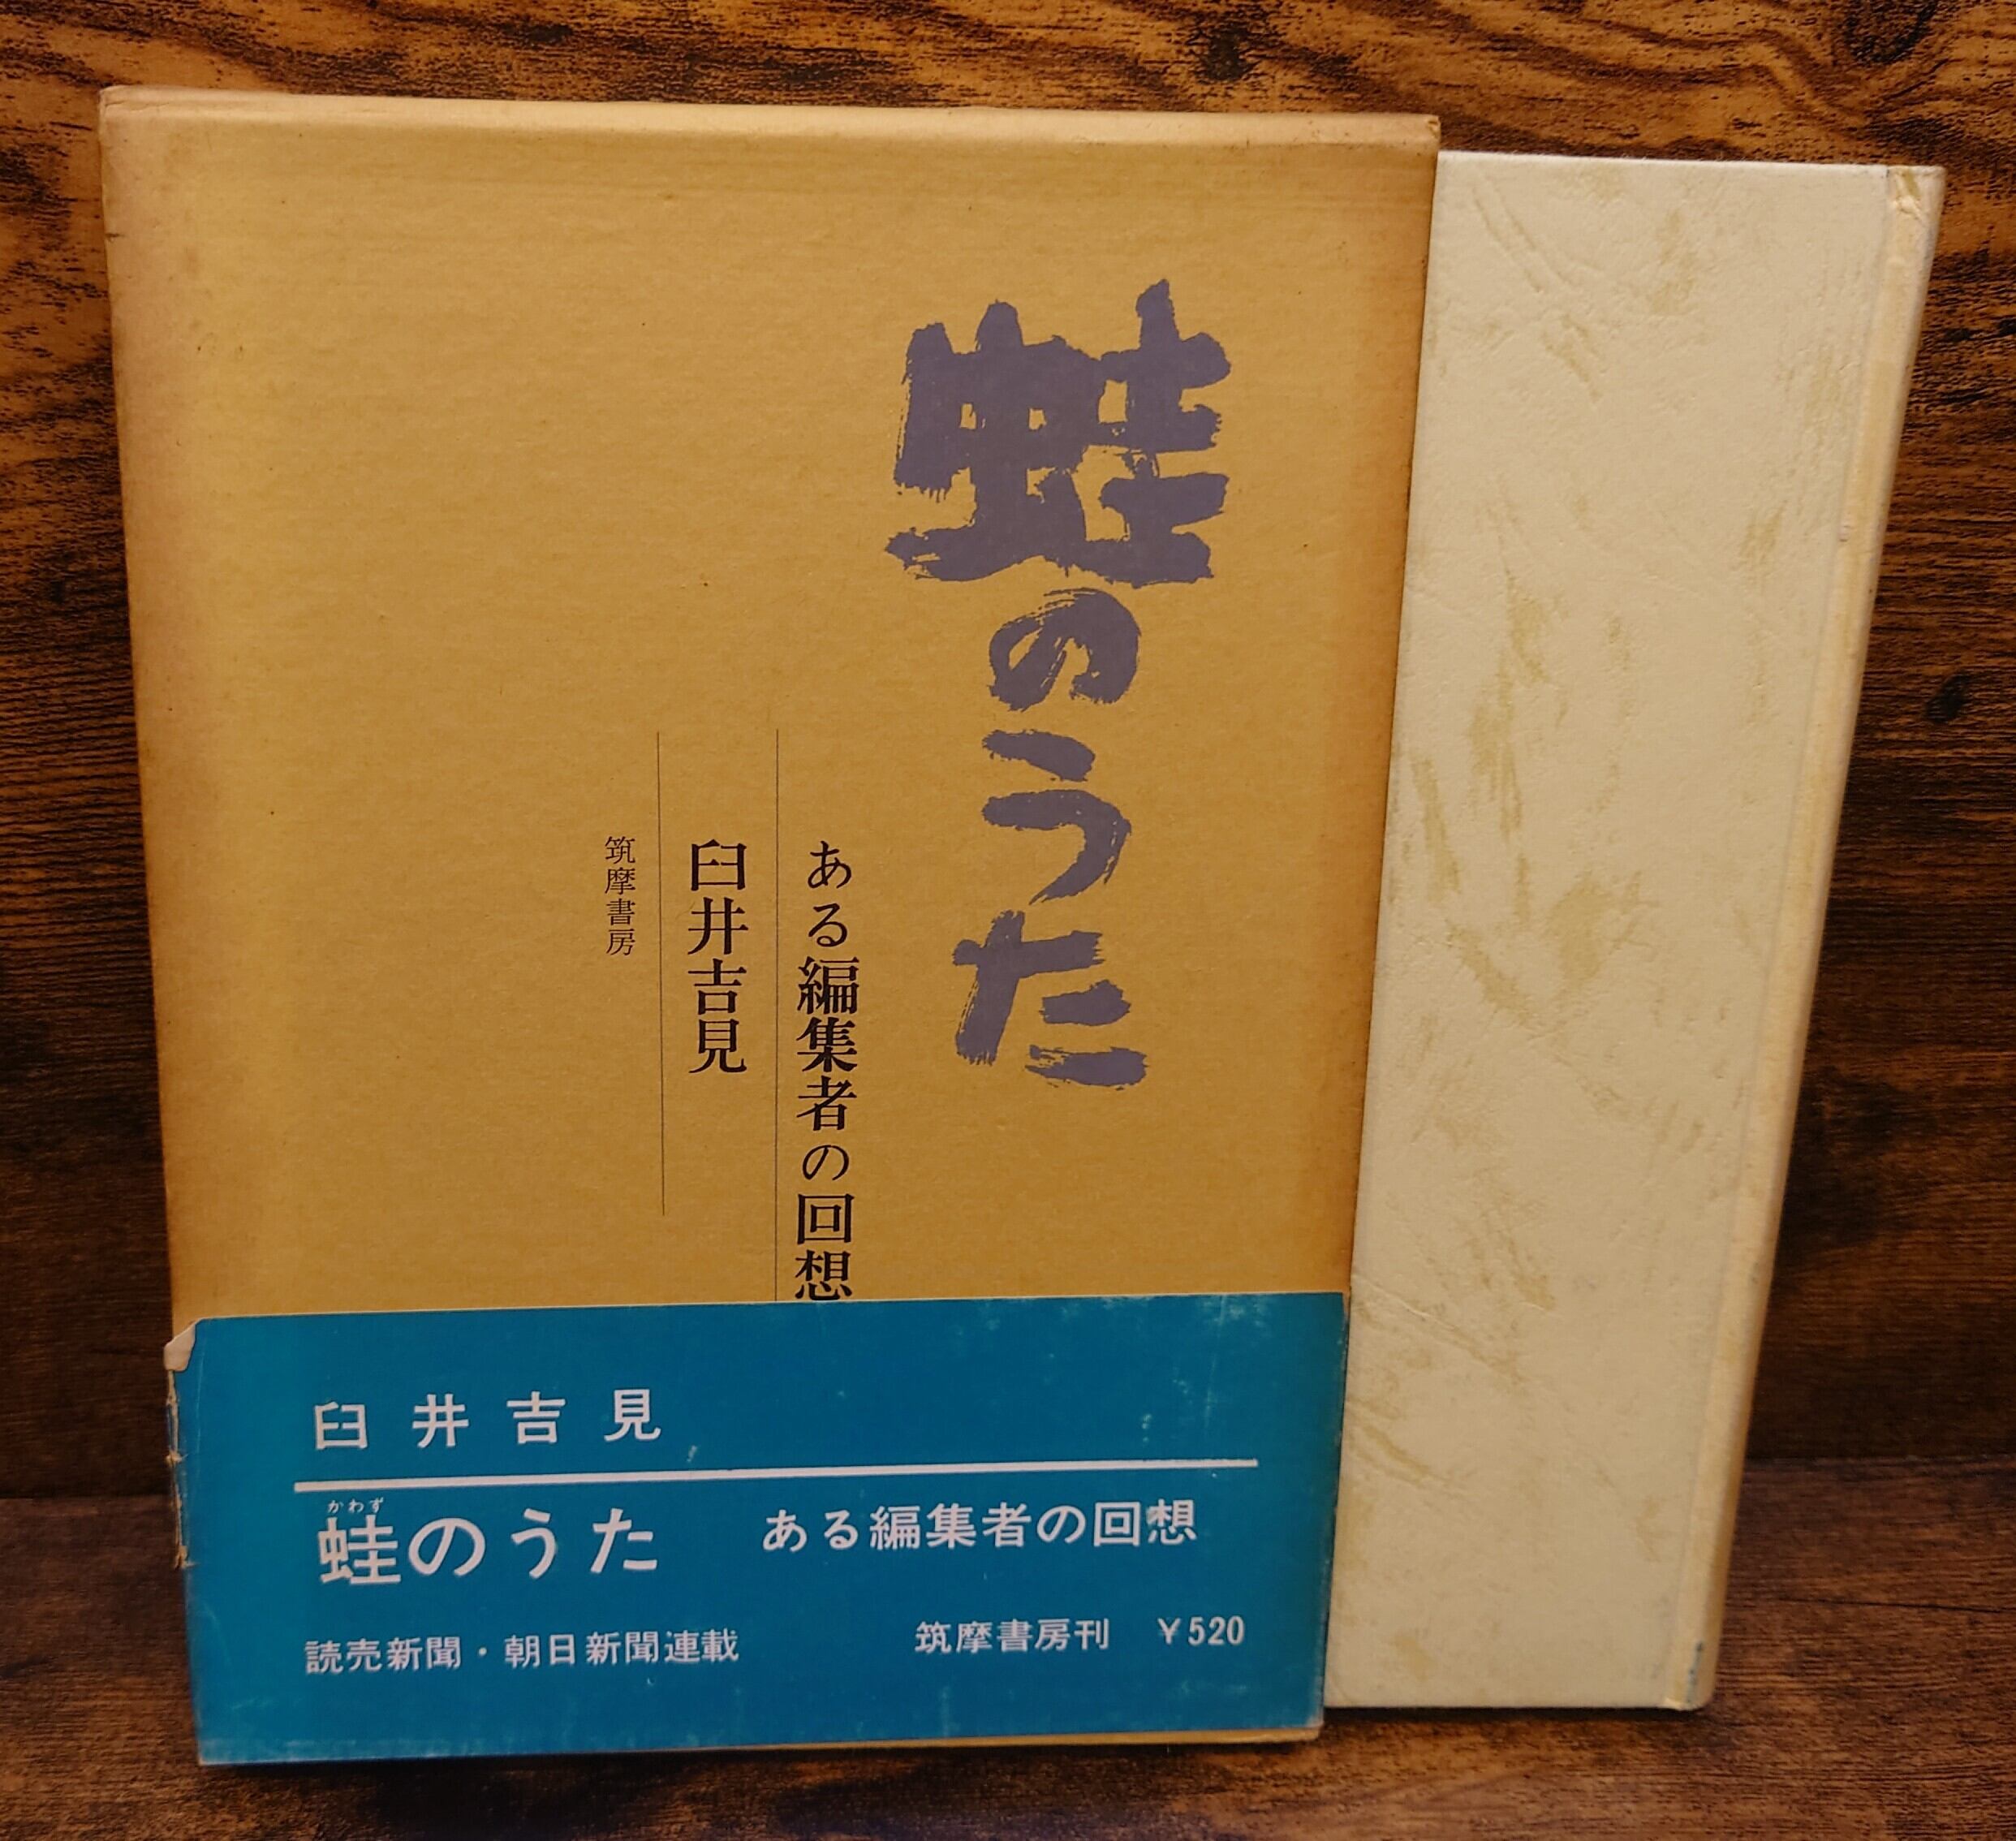 蛙のうた
ある編集者の回想
臼井吉見
筑摩書房
臼井吉見
かわず
蛙のうた ある編集者の回想
読売新聞・朝日新聞連載 筑摩書房刊 ￥520